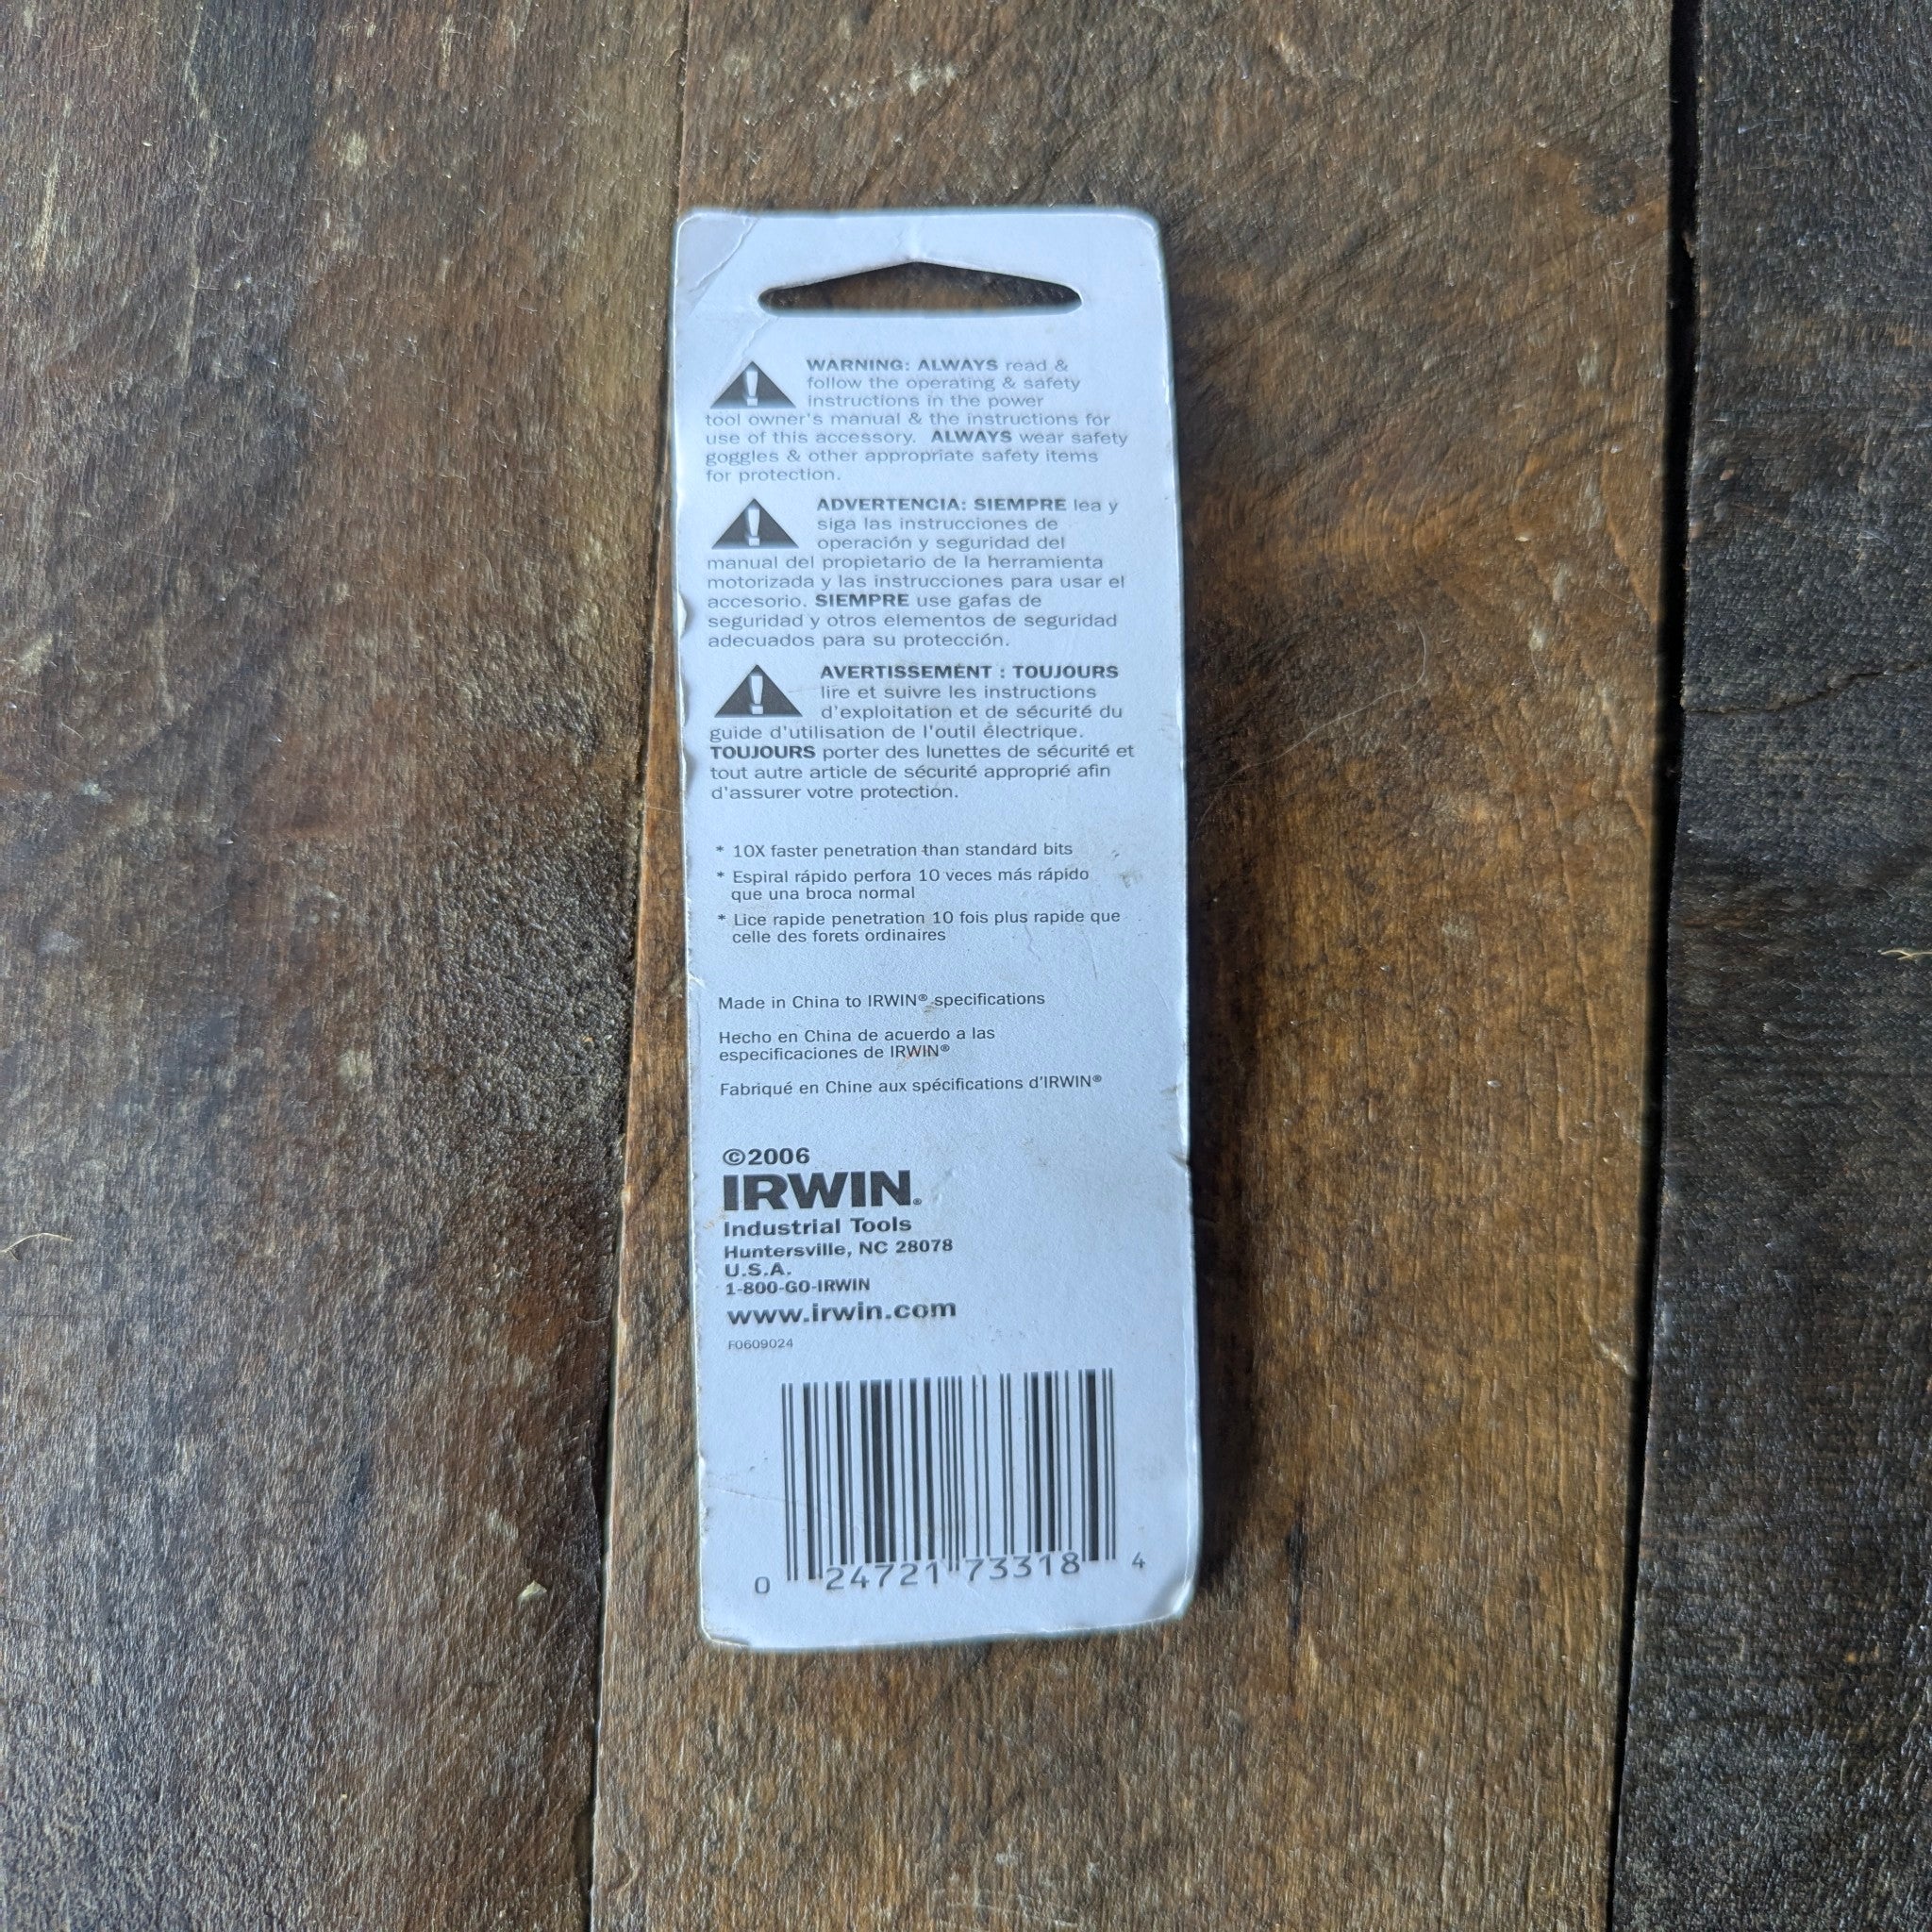 WARNING: ALWAYS read &
follow the operating & safety
instructions in the power
tool owner's manual & the instructions for
use of this accessory. ALWAYS wear safety
goggles & other appropriate safety items
for protection.
ADVERTENCIA: SIEMPRE lea y
siga las instrucciones de
operación y seguridad del
manual del propietario de la herramienta
motorizada y las instrucciones para usar el
accesorio. SIEMPRE use gafas de
seguridad y otros elementos de seguridad
adecuados para su protección.
AVERTISSEMENT : TOUJOURS
lire et suivre les instructions
d'exploitation et de sécurité du
guide d'utilisation de l'outil électrique.
TOUJOURS porter des lunettes de sécurité et
tout autre article de sécurité approprié afin
d'assurer votre protection.
* 10X faster penetration than standard bits
* Espiral rápido perfora 10 veces más rápido
que una broca normal
* Lice rapide penetration 10 fois plus rapide que
celle des forets ordinaires
Made in China to IRWIN® specifications
Hecho en China de acuerdo a las
especificaciones de IRWIN®
Fabriqué en Chine aux spécifications d'IRWIN®
©2006
IRWIN®
Industrial Tools
Huntersville, NC 28078
U.S.A.
1-800-GO-IRWIN
www.irwin.com
F0609024
0 24721 73318 4